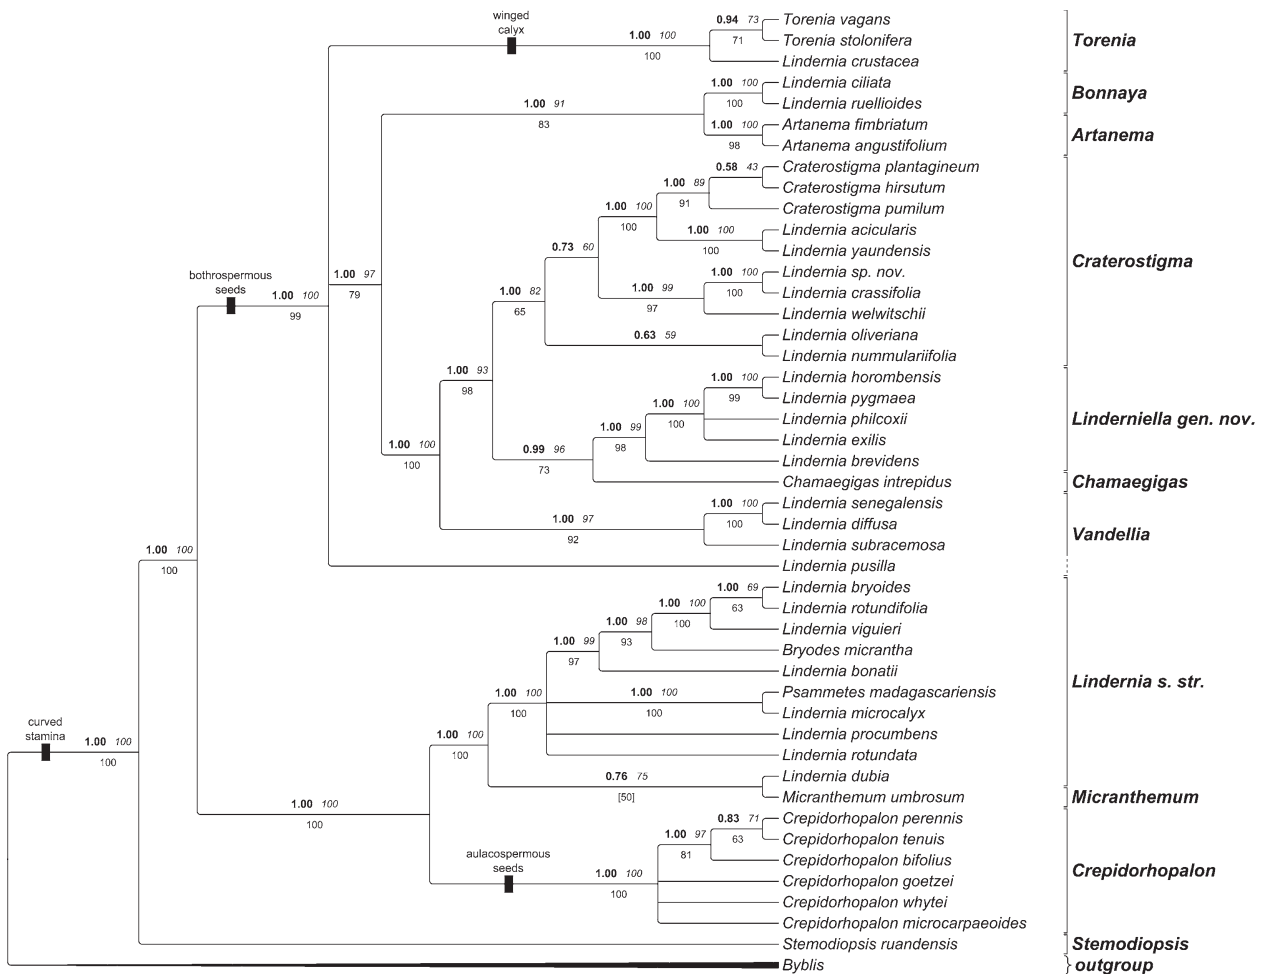 winged
calyx
1.00 100
100
0.94 73
71
Torenia vagans
Torenia stolonifera
Lindernia crustacea
Torenia
1.00 91
83
1.00 100
100
Lindernia ciliata
Lindernia ruellioides
Bonnaya
1.00 100
98
Artanema fimbriatum
Artanema angustifolium
Artanema
0.58 43
Craterostigma plantagineum
Craterostigma hirsutum
1.00 89
91
Craterostigma pumilum
1.00 100
100
1.00 100
100
Lindernia acicularis
Lindernia yaundensis
0.73 60
1.00 100
100
Lindernia sp. nov.
Lindernia crassifolia
1.00 99
97
Lindernia welwitschii
1.00 82
65
0.63 59
Lindernia oliveriana
Lindernia nummulariifolia
Craterostigma
bothrospermous
seeds
1.00 100
99
1.00 97
79
1.00 93
98
1.00 100
99
Lindernia horombensis
Lindernia pygmaea
1.00 100
100
Lindernia philcoxii
Lindernia exilis
1.00 99
98
Lindernia brevidens
Linderniella gen. nov.
0.99 96
73
Chamaegigas intrepidus
Chamaegigas
1.00 100
100
1.00 97
92
1.00 100
100
Lindernia senegalensis
Lindernia diffusa
Lindernia subracemosa
Vandellia
Lindernia pusilla
1.00 100
100
1.00 69
63
Lindernia bryoides
Lindernia rotundifolia
1.00 100
100
Lindernia viguieri
1.00 98
93
Bryodes micrantha
1.00 99
97
Lindernia bonatii
1.00 100
100
1.00 100
100
Psammetes madagascariensis
Lindernia microcalyx
Lindernia procumbens
Lindernia rotundata
Lindernia s. str.
1.00 100
100
0.76 75
[50]
Lindernia dubia
Micranthemum umbrosum
Micranthemum
curved
stamina
1.00 100
100
1.00 100
100
aulacospermous
seeds
1.00 100
100
0.83 71
63
Crepidorhopalon perennis
Crepidorhopalon tenuis
1.00 97
81
Crepidorhopalon bifolius
Crepidorhopalon goetzei
Crepidorhopalon whytei
Crepidorhopalon microcarpaeoides
Crepidorhopalon
Stemodiopsis ruandensis
Stemodiopsis
Byblis
outgroup